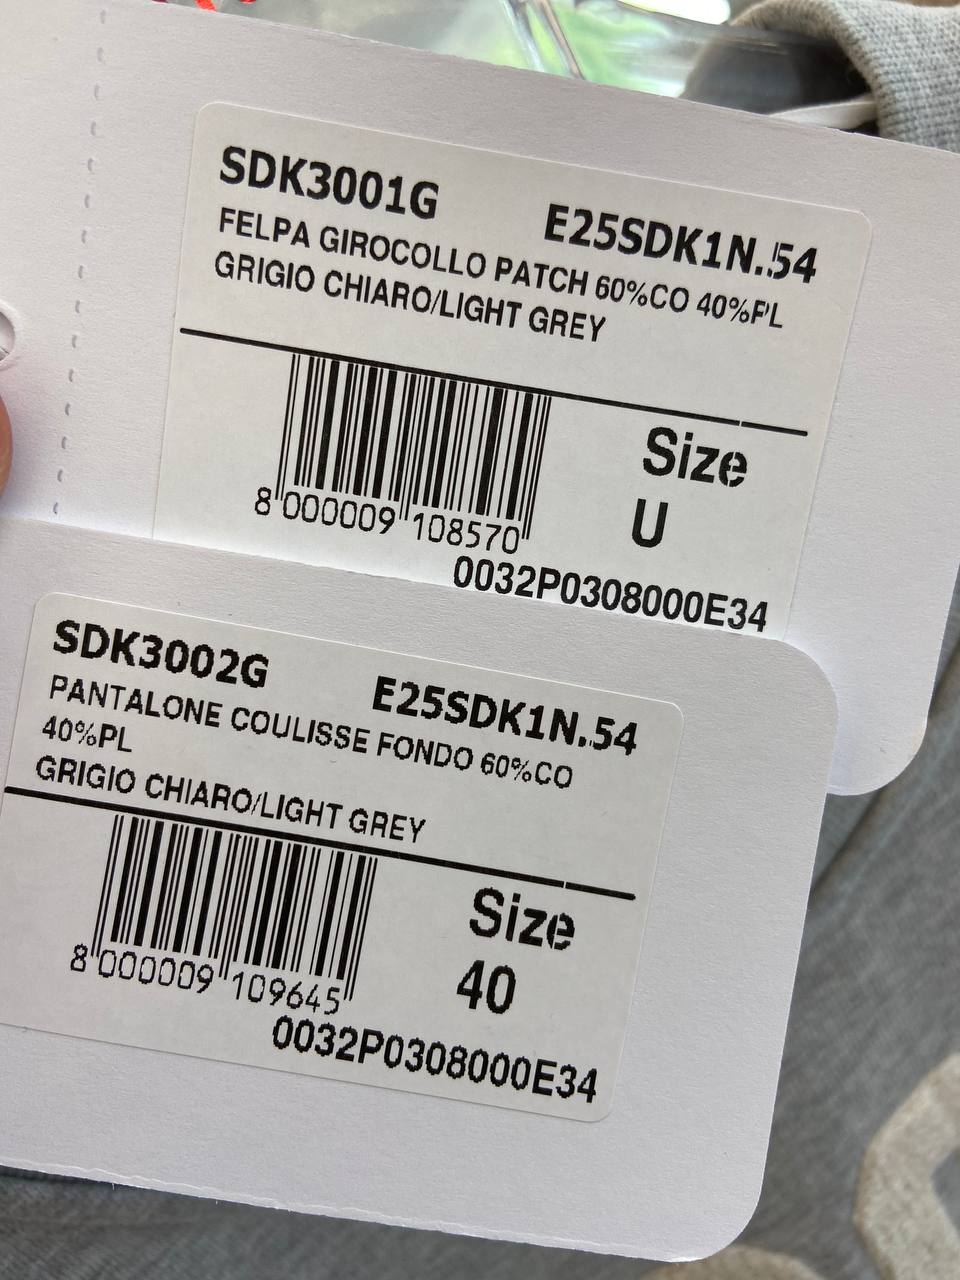 SDK3001G
E25SDK1N.54
FELPA GIROCOLLO PATCH 60%CO 40%PL
GRIGIO CHIARO/LIGHT GREY
Size
U
8 000009 108570
0032P0308000E34
SDK3002G
E25SDK1N.54
PANTALONE COULISSE FONDO 60%CO
40%PL
GRIGIO CHIARO/LIGHT GREY
Size
40
8 000009 109645
0032P0308000E34